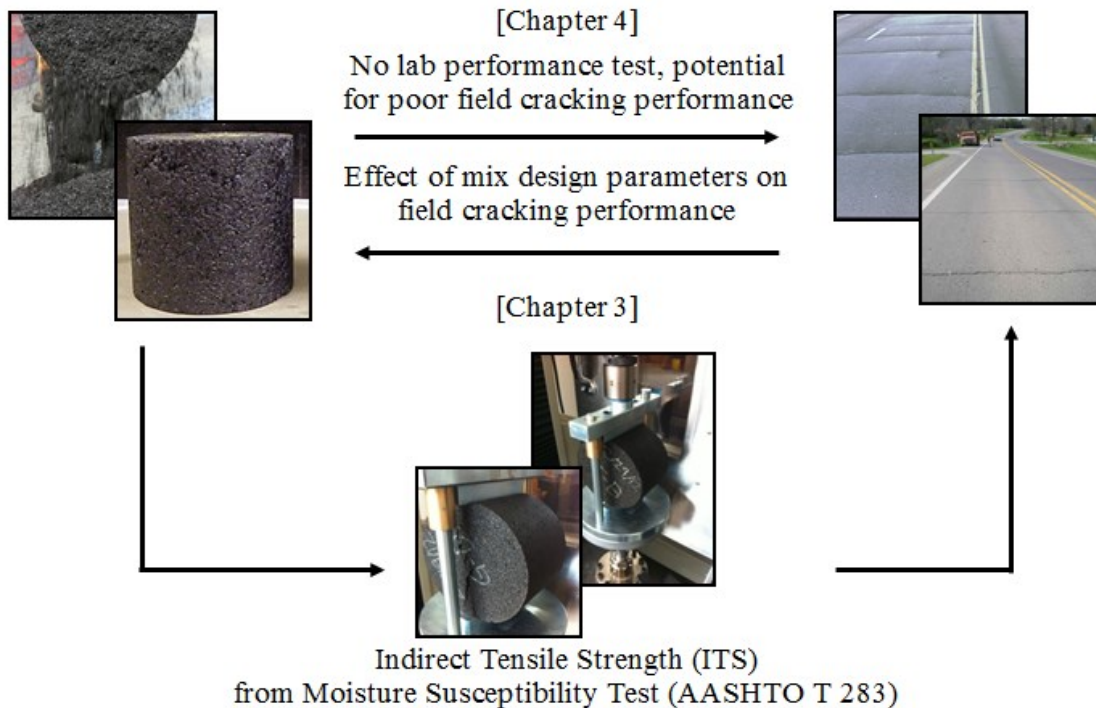 [Chapter 4]
No lab performance test, potential
for poor field cracking performance
Effect of mix design parameters on
field cracking performance
[Chapter 3]
Indirect Tensile Strength (ITS)
from Moisture Susceptibility Test (AASHTO T 283)